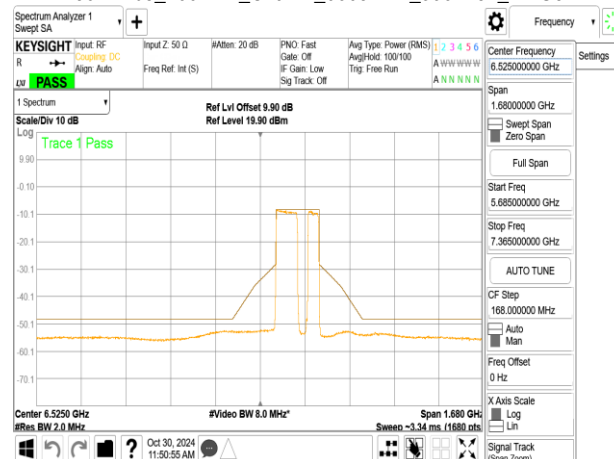 Spectrum Analyzer 1
Swept SA
Frequency
KEYSIGHT
R
LXI
PASS
Input: RF
Coupling: DC
Align: Auto
Input Z: 50 Ω
Freq Ref: Int (S)
#Atten: 20 dB
PNO: Fast
Gate: Off
IF Gain: Low
Sig Track: Off
Avg Type: Power (RMS)
Avg|Hold: 100/100
Trig: Free Run
1 2 3 4 5 6
A W W W W W
A N N N N N
Center Frequency
6.525000000 GHz
Settings
Span
1.68000000 GHz
Swept Span
Zero Span
Full Span
Start Freq
5.685000000 GHz
Stop Freq
7.365000000 GHz
AUTO TUNE
CF Step
168.000000 MHz
Auto
Man
Freq Offset
0 Hz
X Axis Scale
Log
Lin
Signal Track
(Span Zoom)
1 Spectrum
Scale/Div 10 dB
Ref Lvl Offset 9.90 dB
Ref Level 19.90 dBm
Log
Trace 1 Pass
9.90
-0.10
-10.1
-20.1
-30.1
-40.1
-50.1
-60.1
-70.1
Center 6.5250 GHz
#Res BW 2.0 MHz
#Video BW 8.0 MHz*
Span 1.680 GHz
Sweep ~3.34 ms (1680 pts)
Oct 30, 2024
11:50:55 AM